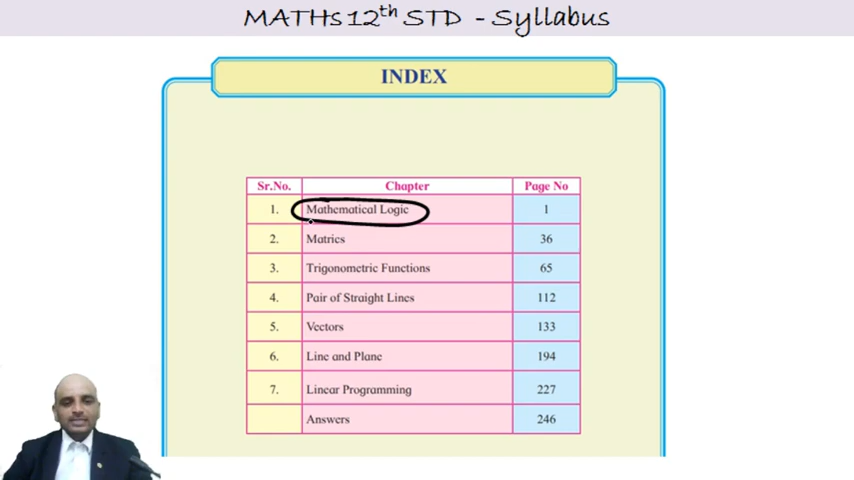 MATHs 12th STD - Syllabus
INDEX
Sr.No. Chapter Page No
1. Mathematical Logic 1
2. Matrics 36
3. Trigonometric Functions 65
4. Pair of Straight Lines 112
5. Vectors 133
6. Line and Plane 194
7. Linear Programming 227
Answers 246